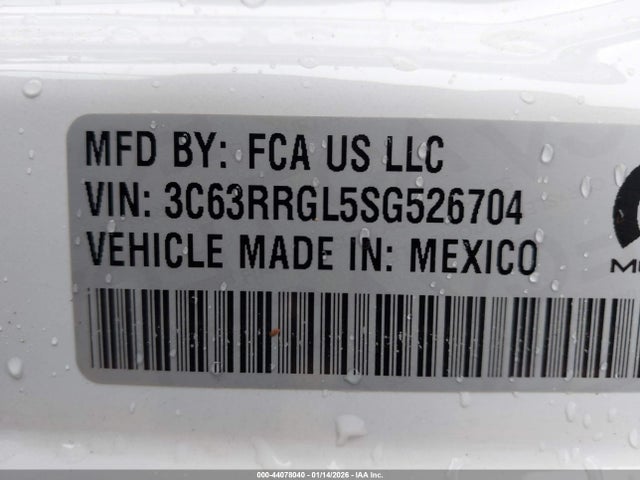 MFD BY: FCA US LLC
VIN: 3C63RRGL5SG526704
VEHICLE MADE IN: MEXICO
000-44078040 - 01/14/2026 - IAA Inc.